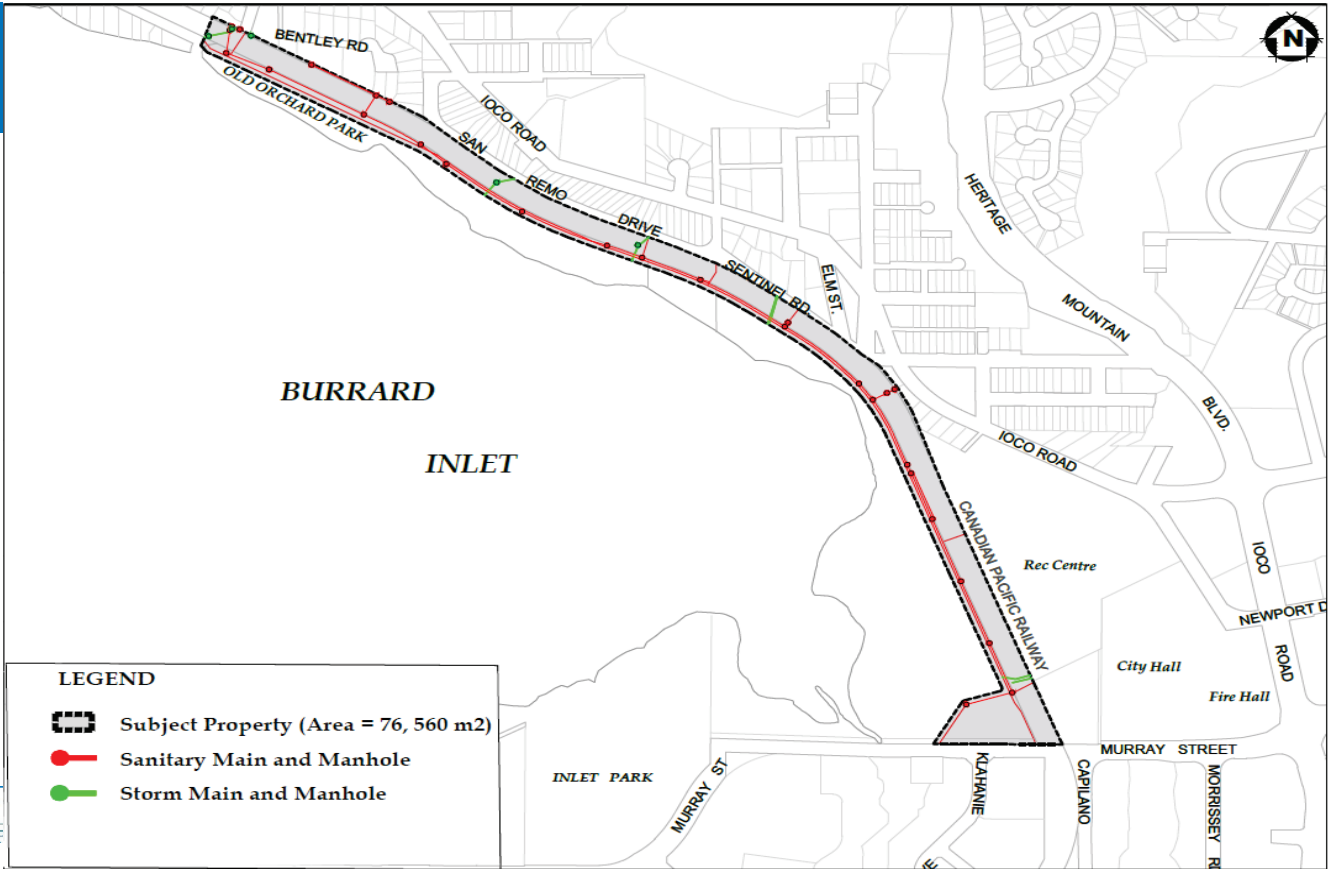 N
BENTLEY RD
OLD ORCHARD PARK
IOCO ROAD
SAN
REMO
DRIVE
SENTINEL RD.
ELM ST.
HERITAGE
MOUNTAIN
BLVD.
BURRARD
INLET
IOCO ROAD
CANADIAN PACIFIC RAILWAY
Rec Centre
IOCO
ROAD
NEWPORT D
City Hall
Fire Hall
MURRAY STREET
KLAHANIE
CAPILANO
MORRISSEY
INLET PARK
MURRAY ST
LEGEND
Subject Property (Area = 76, 560 m2)
Sanitary Main and Manhole
Storm Main and Manhole